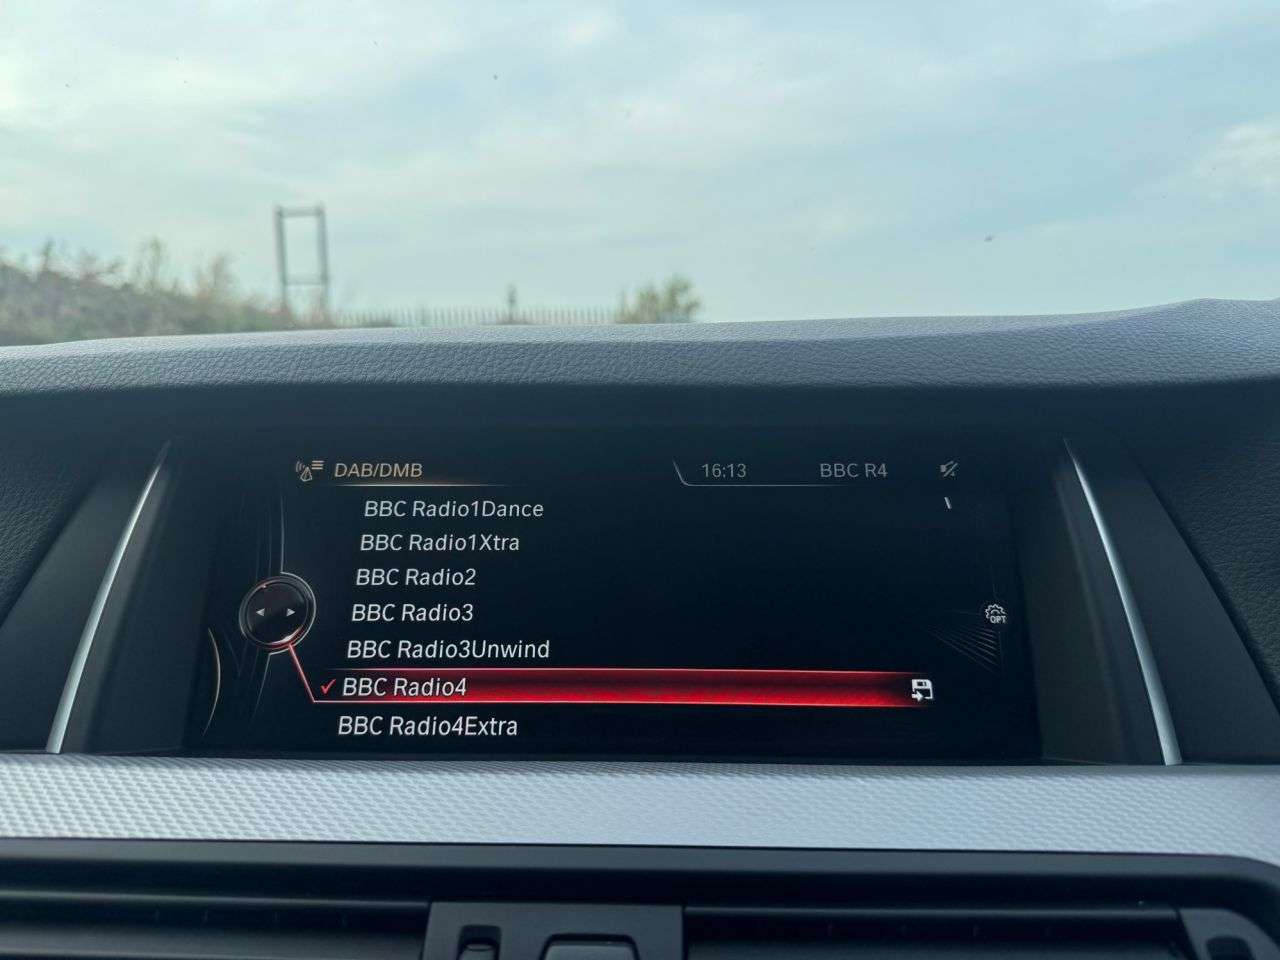 DAB/DMB 16:13 BBC R4
BBC Radio1Dance
BBC Radio1Xtra
BBC Radio2
BBC Radio3
OPT
BBC Radio3Unwind
BBC Radio4
BBC Radio4Extra